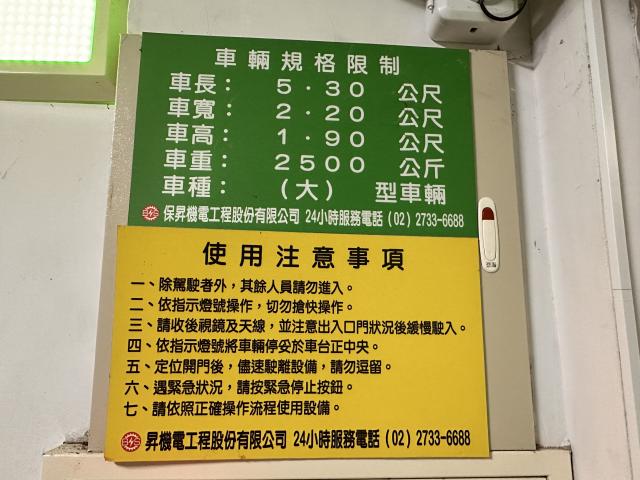 車輛規格限制
車長： 5．30 公尺
車寬： 2．20 公尺
車高： 1．90 公尺
車重： 2500 公斤
車種： （大） 型車輛
保昇機電工程股份有限公司 24小時服務電話 (02) 2733-6688
使用注意事項
一、除駕駛者外，其餘人員請勿進入。
二、依指示燈號操作，切勿搶快操作。
三、請收後視鏡及天線，並注意出入口門狀況後緩慢駛入。
四、依指示燈號將車輛停妥於車台正中央。
五、定位開門後，儘速駛離設備，請勿逗留。
六、遇緊急狀況，請按緊急停止按鈕。
七、請依照正確操作流程使用設備。
昇機電工程股份有限公司 24小時服務電話 (02) 2733-6688